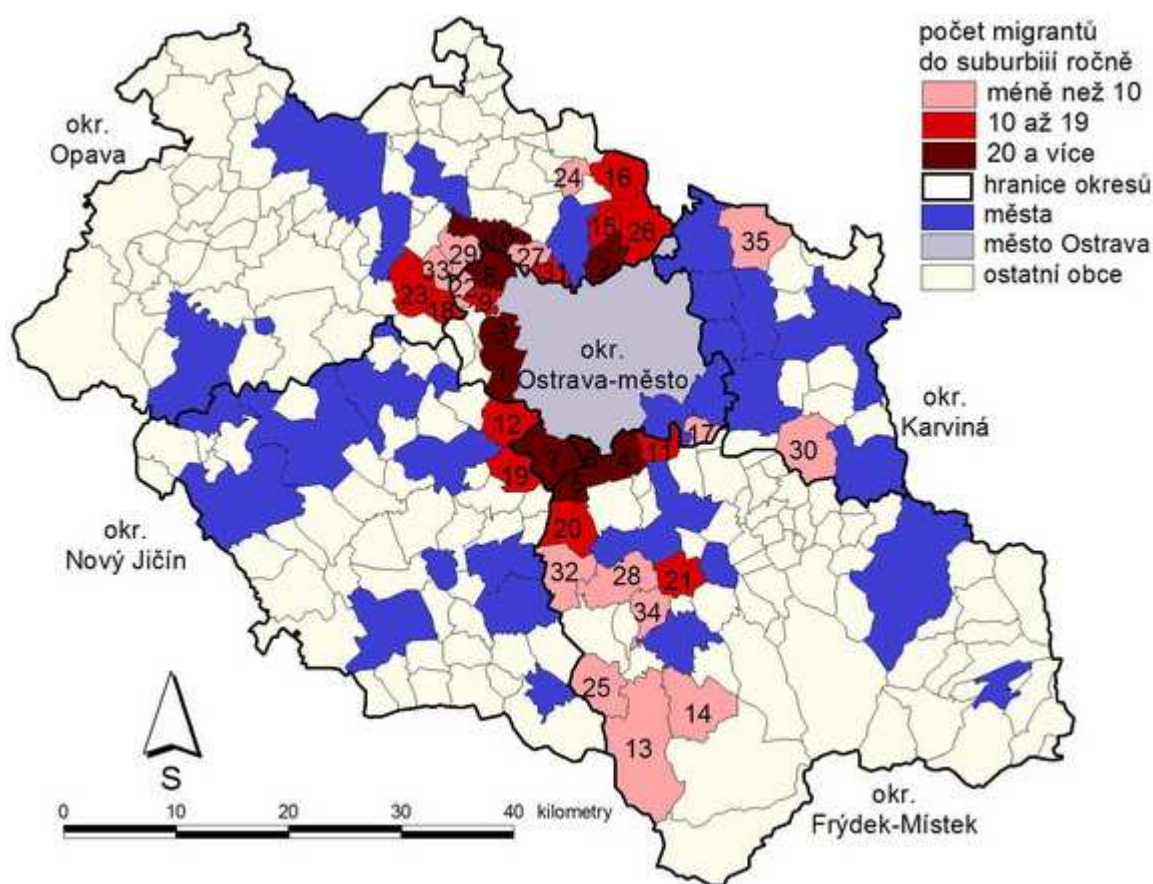 počet migrantů
do suburbiií ročně
méně než 10
10 až 19
20 a více
hranice okresů
města
město Ostrava
ostatní obce
okr.
Opava
24
16
15
26
35
29
27
33
22
23
18
9
okr.
Ostrava-město
12
17
11
30
okr.
Karviná
7
4
19
20
okr.
Nový Jičín
32
28
21
34
25
14
13
S
0 10 20 30 40 kilometry
okr.
Frýdek-Místek